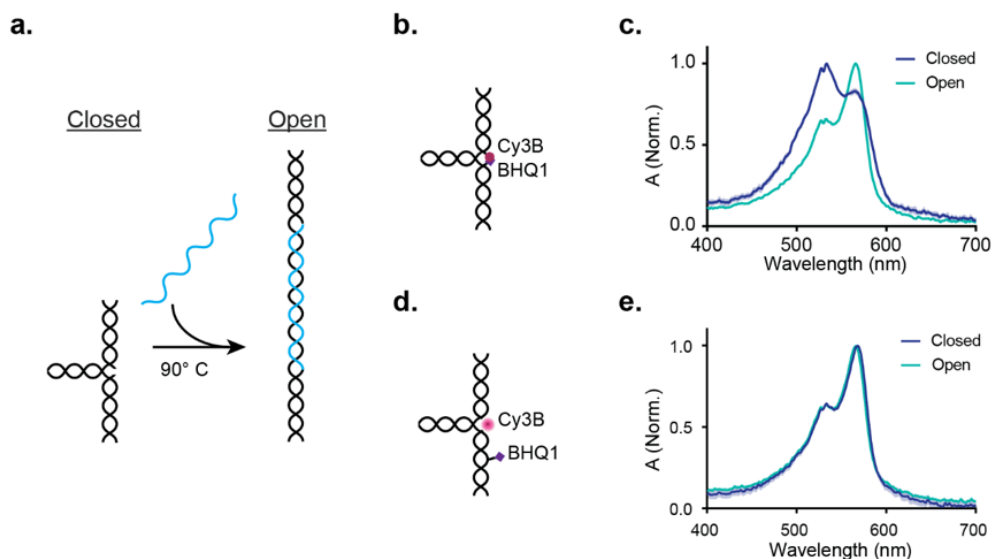 a.
Closed
Open
90° C
b.
Cy3B
BHQ1
c.
A (Norm.)
1.0
0.5
0.0
400
500
600
700
Wavelength (nm)
Closed
Open
d.
Cy3B
BHQ1
e.
A (Norm.)
1.0
0.5
0.0
400
500
600
700
Wavelength (nm)
Closed
Open